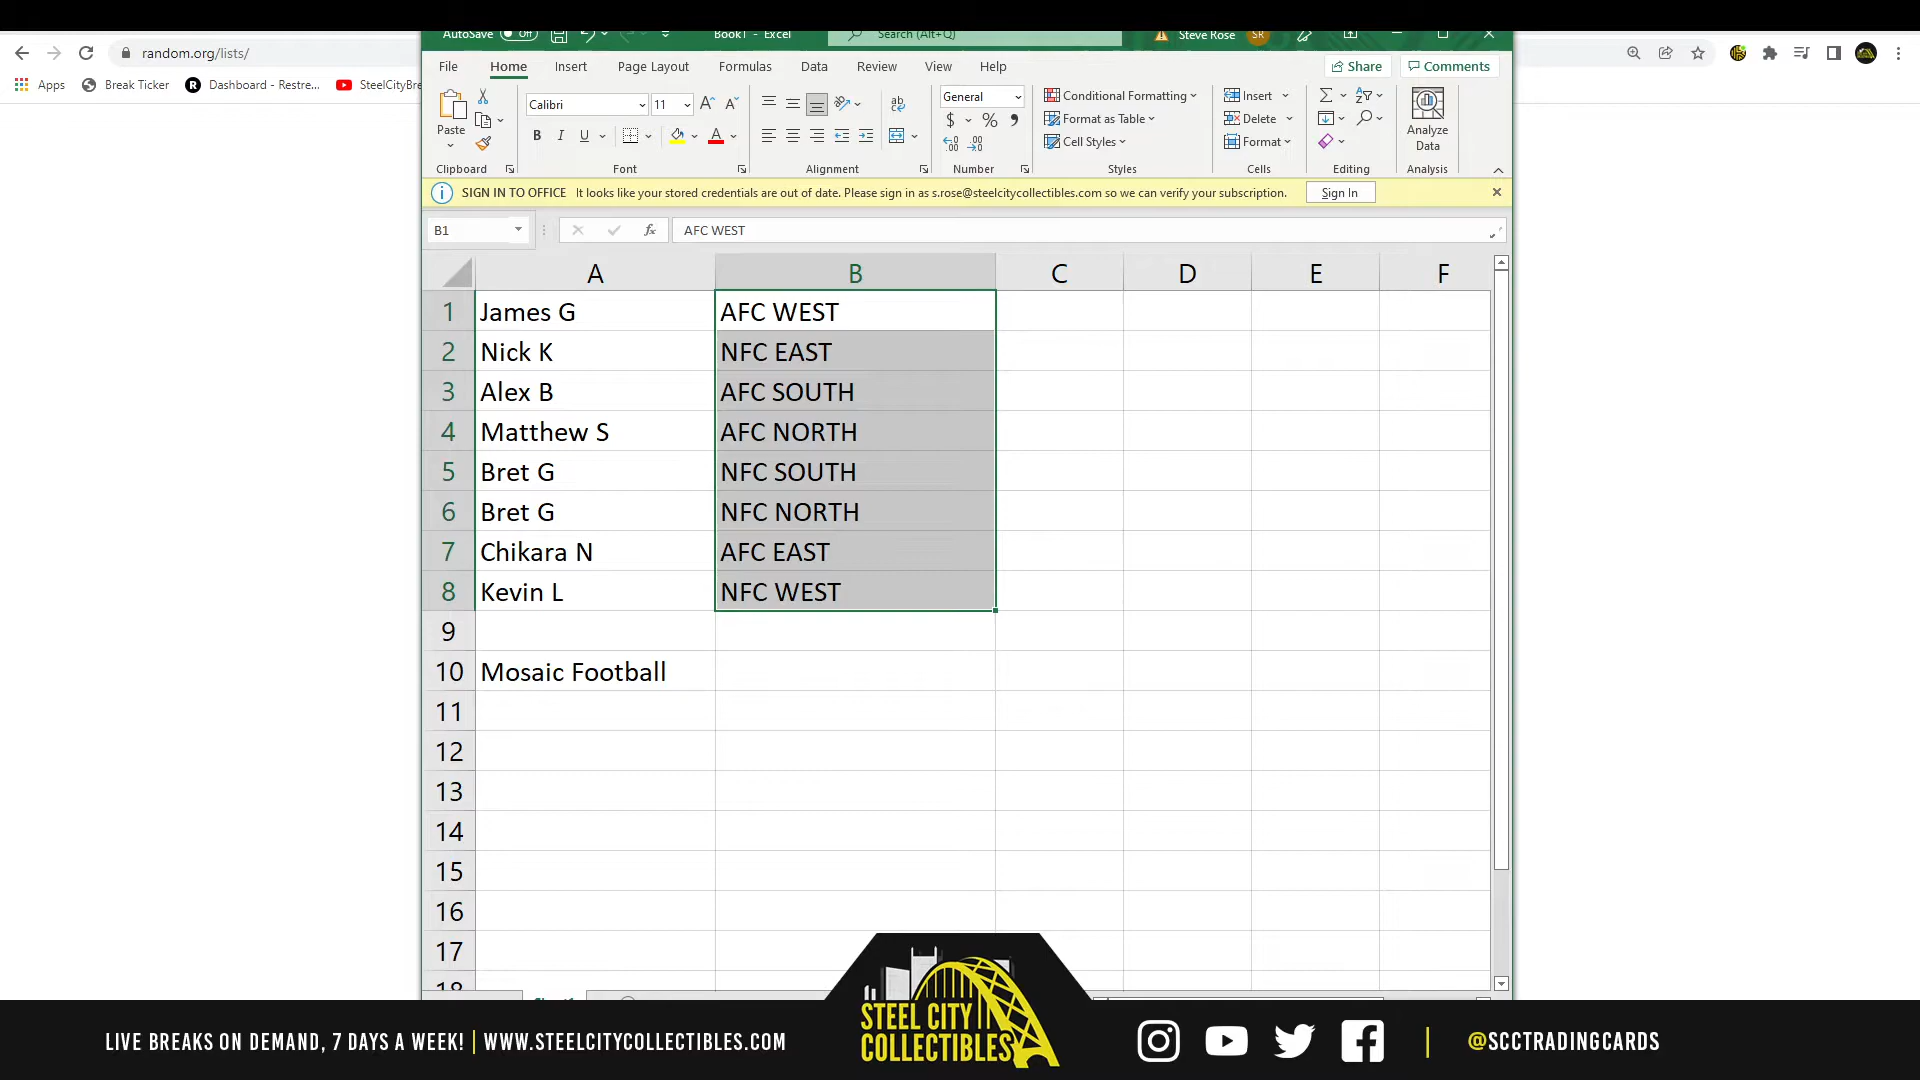 random.org/lists/
Apps Break Ticker Dashboard - Restre... SteelCityBre
AutoSave Off Book1 - Excel Search (Alt+Q) Steve Rose SR
File Home Insert Page Layout Formulas Data Review View Help Share Comments
Paste
Calibri 11
B I U
General
$ % ,
Conditional Formatting
Format as Table
Cell Styles
Insert
Delete
Format
Analyze
Data
Clipboard Font Alignment Number Styles Cells Editing Analysis
SIGN IN TO OFFICE It looks like your stored credentials are out of date. Please sign in as s.rose@steelcitycollectibles.com so we can verify your subscription. Sign In
B1 fx AFC WEST
A B C D E F
1 James G AFC WEST
2 Nick K NFC EAST
3 Alex B AFC SOUTH
4 Matthew S AFC NORTH
5 Bret G NFC SOUTH
6 Bret G NFC NORTH
7 Chikara N AFC EAST
8 Kevin L NFC WEST
9
10 Mosaic Football
11
12
13
14
15
16
17
18
LIVE BREAKS ON DEMAND, 7 DAYS A WEEK! | WWW.STEELCITYCOLLECTIBLES.COM
STEEL CITY
COLLECTIBLES
@SCCTRADINGCARDS